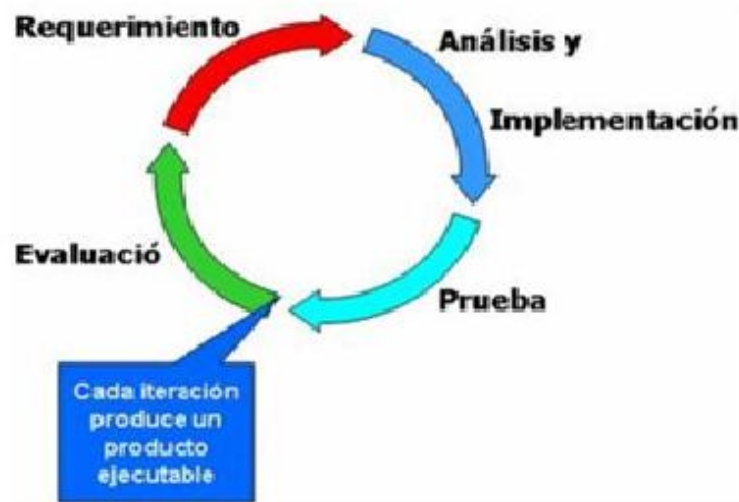 Requerimiento
Análisis y
Implementación
Prueba
Evaluació
Cada iteración
produce un
producto
ejecutable